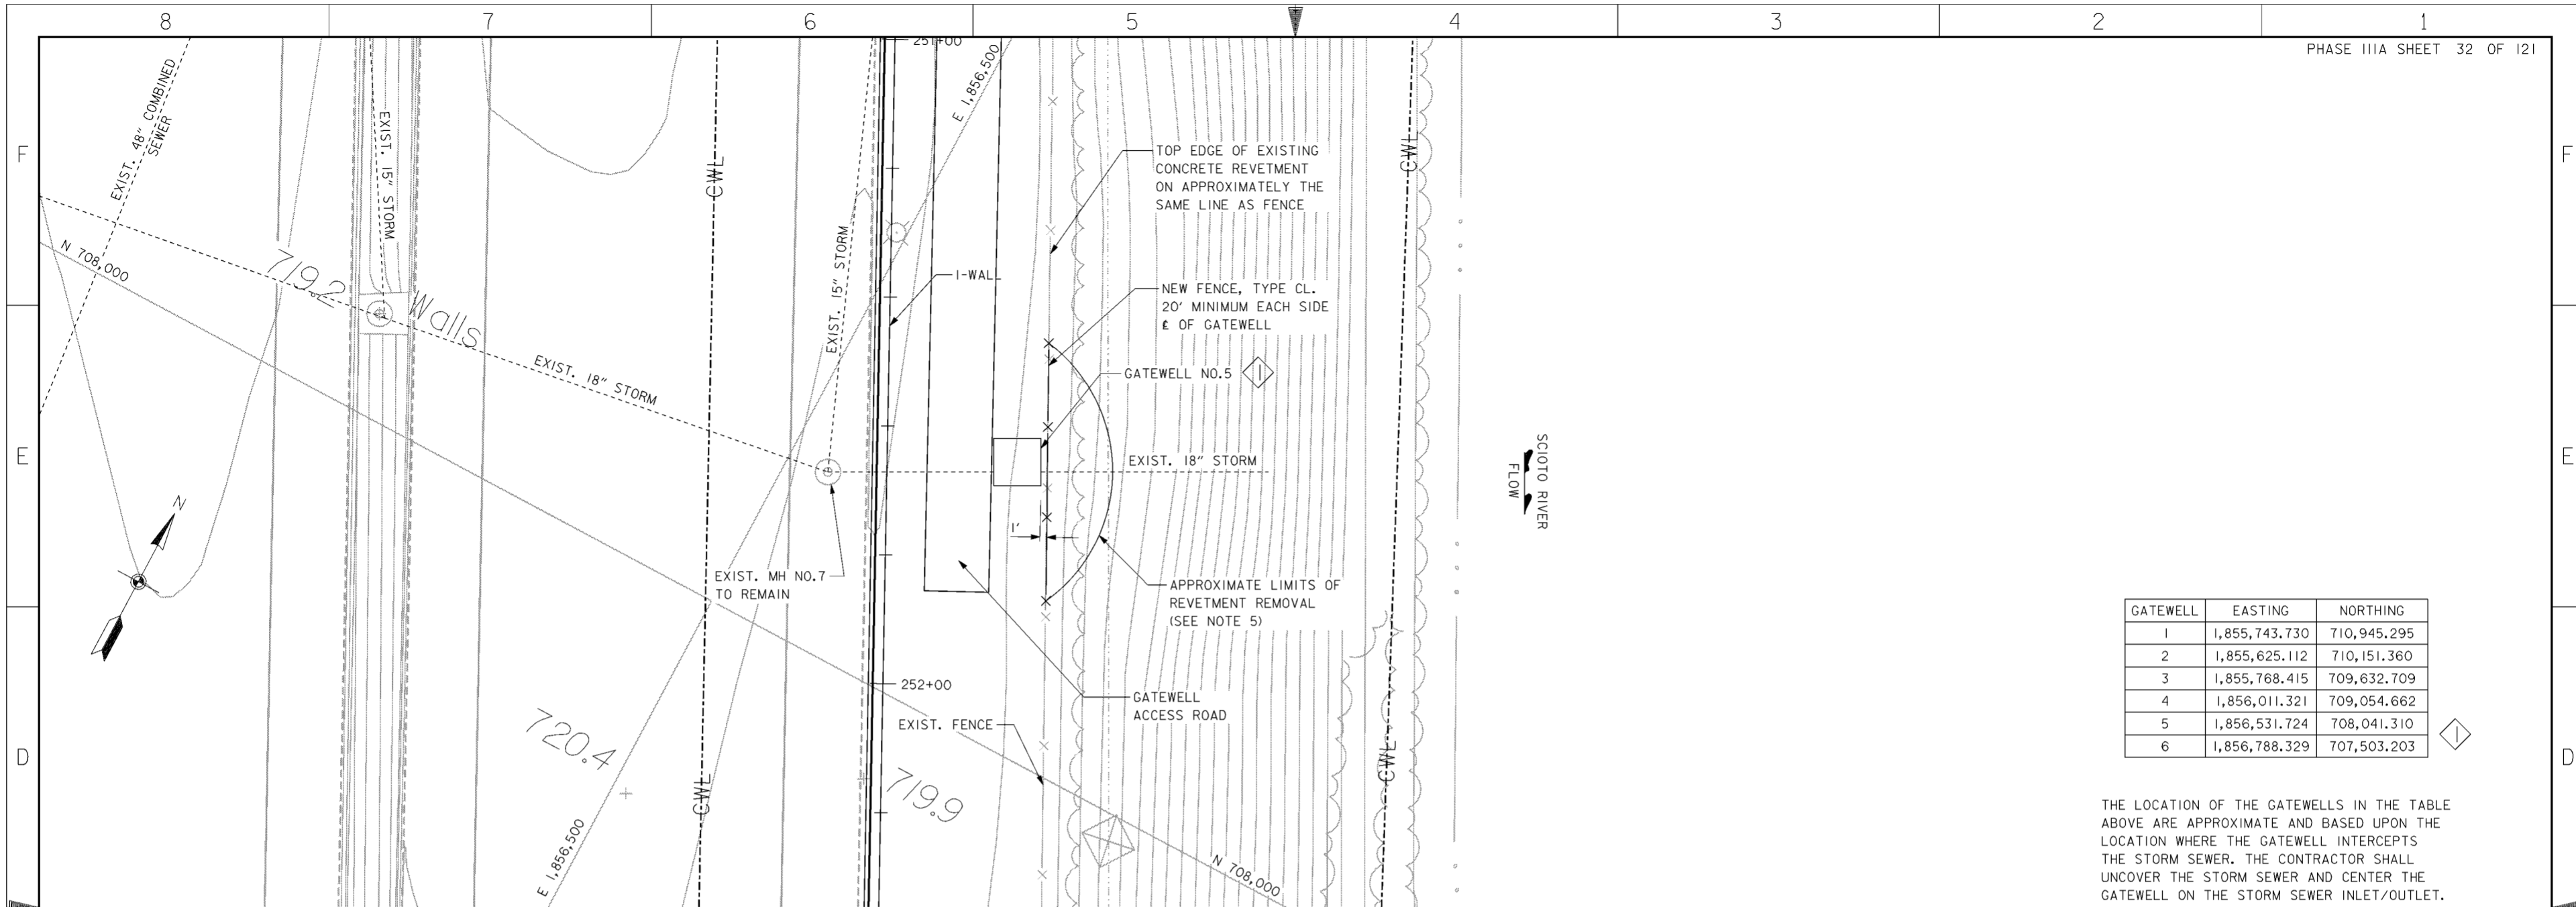 8 7 6 5 4 3 2 1
PHASE IIIA SHEET 32 OF 121
F
F
E
E
D
D
EXIST. 48" COMBINED
SEWER
EXIST. 15" STORM
N 708,000
719.2
Walls
EXIST. 18" STORM
CWL
EXIST. 15" STORM
251+00
E 1,856,500
I-WALL
TOP EDGE OF EXISTING
CONCRETE REVETMENT
ON APPROXIMATELY THE
SAME LINE AS FENCE
CWL
NEW FENCE, TYPE CL.
20' MINIMUM EACH SIDE
℄ OF GATEWELL
GATEWELL NO.5
1
EXIST. 18" STORM
1'
SCIOTO RIVER
FLOW
N
EXIST. MH NO.7
TO REMAIN
APPROXIMATE LIMITS OF
REVETMENT REMOVAL
(SEE NOTE 5)
252+00
GATEWELL
ACCESS ROAD
EXIST. FENCE
720.4
719.9
CWL
CWL
E 1,856,500
N 708,000
GATEWELL EASTING NORTHING
1 1,855,743.730 710,945.295
2 1,855,625.112 710,151.360
3 1,855,768.415 709,632.709
4 1,856,011.321 709,054.662
5 1,856,531.724 708,041.310
6 1,856,788.329 707,503.203
1
THE LOCATION OF THE GATEWELLS IN THE TABLE
ABOVE ARE APPROXIMATE AND BASED UPON THE
LOCATION WHERE THE GATEWELL INTERCEPTS
THE STORM SEWER. THE CONTRACTOR SHALL
UNCOVER THE STORM SEWER AND CENTER THE
GATEWELL ON THE STORM SEWER INLET/OUTLET.